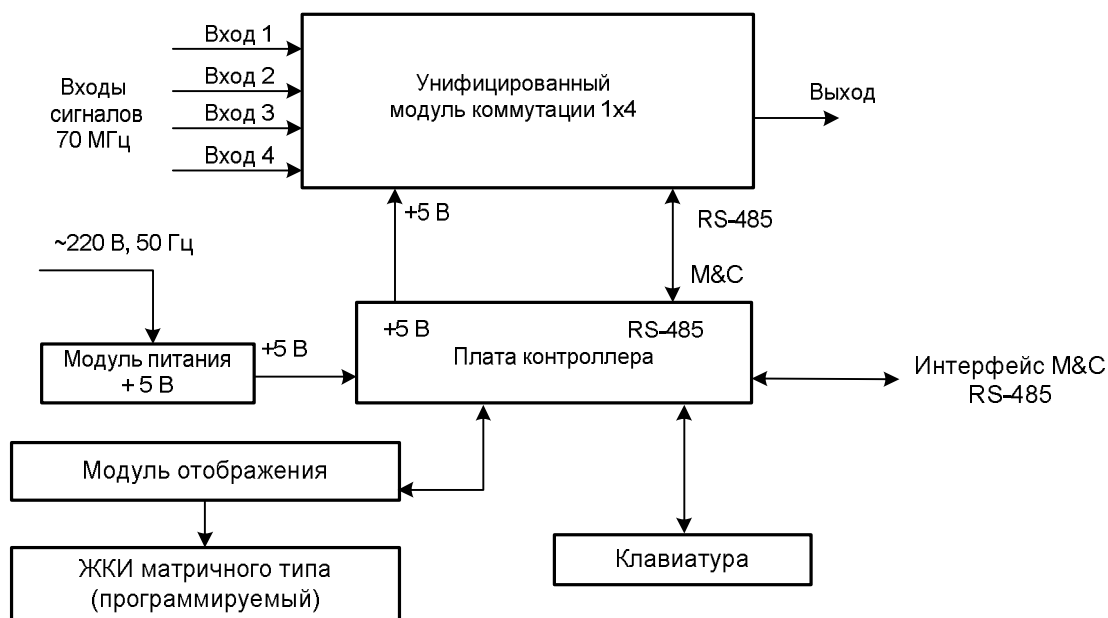 Входы
сигналов
70 МГц
Вход 1
Вход 2
Вход 3
Вход 4
Унифицированный
модуль коммутации 1x4
Выход
+5 В
RS-485
M&C
~220 В, 50 Гц
Модуль питания
+ 5 В
+5 В
+5 В
RS-485
Плата контроллера
Интерфейс M&C
RS-485
Модуль отображения
ЖКИ матричного типа
(программируемый)
Клавиатура